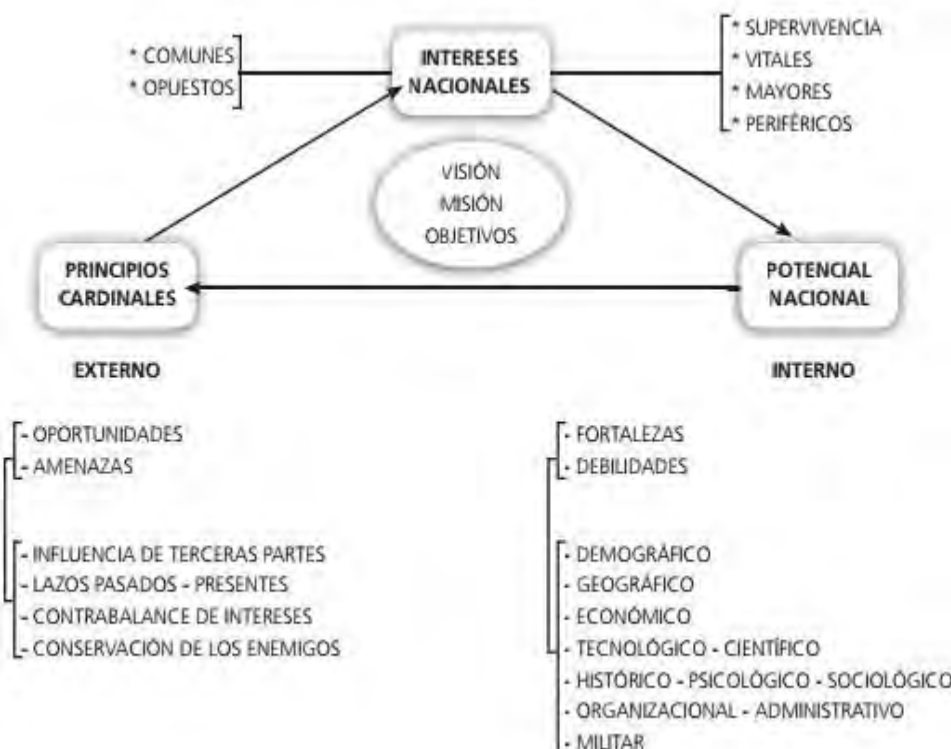 * COMUNES
* OPUESTOS
INTERESES
NACIONALES
* SUPERVIVENCIA
* VITALES
* MAYORES
* PERIFÉRICOS
VISIÓN
MISIÓN
OBJETIVOS
PRINCIPIOS
CARDINALES
POTENCIAL
NACIONAL
EXTERNO
- OPORTUNIDADES
- AMENAZAS
- INFLUENCIA DE TERCERAS PARTES
- LAZOS PASADOS - PRESENTES
- CONTRABALANCE DE INTERESES
- CONSERVACIÓN DE LOS ENEMIGOS
INTERNO
- FORTALEZAS
- DEBILIDADES
- DEMOGRÁFICO
- GEOGRÁFICO
- ECONÓMICO
- TECNOLÓGICO - CIENTÍFICO
- HISTÓRICO - PSICOLÓGICO - SOCIOLÓGICO
- ORGANIZACIONAL - ADMINISTRATIVO
- MILITAR